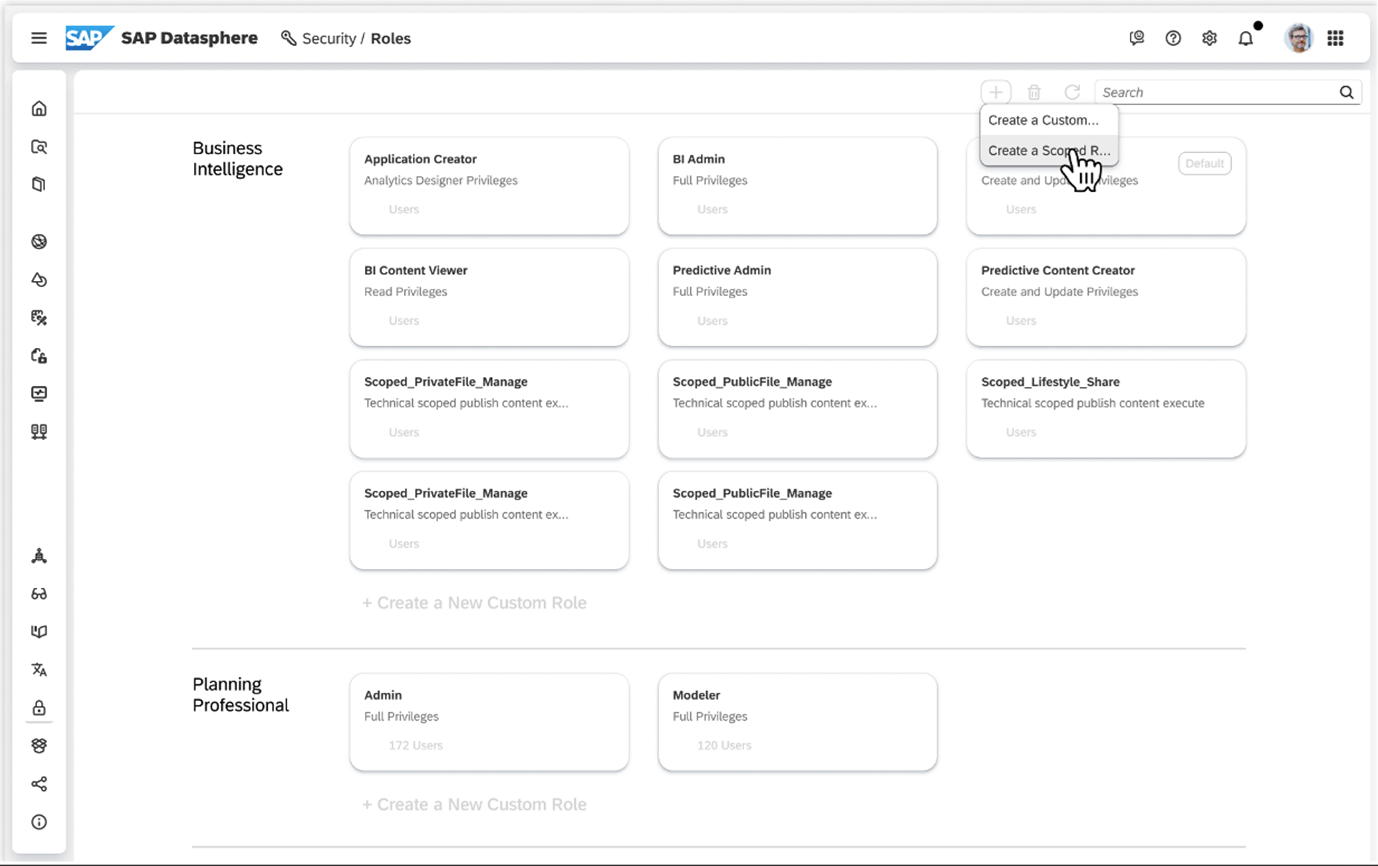 SAP SAP Datasphere Security / Roles
Search
Create a Custom...
Create a Scoped R...
Business
Intelligence
Application Creator
Analytics Designer Privileges
Users
BI Admin
Full Privileges
Users
Default
Create and Privileges
Users
BI Content Viewer
Read Privileges
Users
Predictive Admin
Full Privileges
Users
Predictive Content Creator
Create and Update Privileges
Users
Scoped_PrivateFile_Manage
Technical scoped publish content ex...
Users
Scoped_PublicFile_Manage
Technical scoped publish content ex...
Users
Scoped_Lifestyle_Share
Technical scoped publish content execute
Users
Scoped_PrivateFile_Manage
Technical scoped publish content ex...
Users
Scoped_PublicFile_Manage
Technical scoped publish content ex...
Users
+ Create a New Custom Role
Planning
Professional
Admin
Full Privileges
172 Users
Modeler
Full Privileges
120 Users
+ Create a New Custom Role